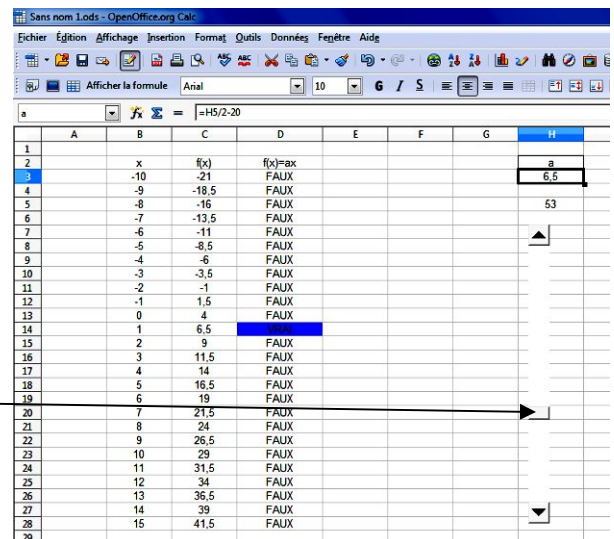 Sans nom 1.ods - OpenOffice.org Calc
Fichier Édition Affichage Insertion Format Outils Données Fenêtre Aide
Afficher la formule Arial 10 G I S
a =H5/2-20
A B C D E F G H
1
2 x f(x) f(x)=ax a
3 -10 -21 FAUX 6,5
4 -9 -18,5 FAUX
5 -8 -16 FAUX 53
6 -7 -13,5 FAUX
7 -6 -11 FAUX
8 -5 -8,5 FAUX
9 -4 -6 FAUX
10 -3 -3,5 FAUX
11 -2 -1 FAUX
12 -1 1,5 FAUX
13 0 4 FAUX
14 1 6,5 VRAI
15 2 9 FAUX
16 3 11,5 FAUX
17 4 14 FAUX
18 5 16,5 FAUX
19 6 19 FAUX
20 7 21,5 FAUX
21 8 24 FAUX
22 9 26,5 FAUX
23 10 29 FAUX
24 11 31,5 FAUX
25 12 34 FAUX
26 13 36,5 FAUX
27 14 39 FAUX
28 15 41,5 FAUX
29